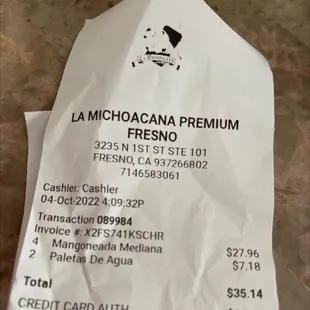 LA MICHOACANA PREMIUM
FRESNO
3235 N 1ST ST STE 101
FRESNO, CA 937266802
7146583061
Cashier: Cashier
04-Oct-2022 4:09:32P
Transaction 089984
Invoice #: X2FS741KSCHR
4 Mangoneada Mediana $27.96
2 Paletas De Agua $7.18
Total $35.14
CREDIT CARD AUTH